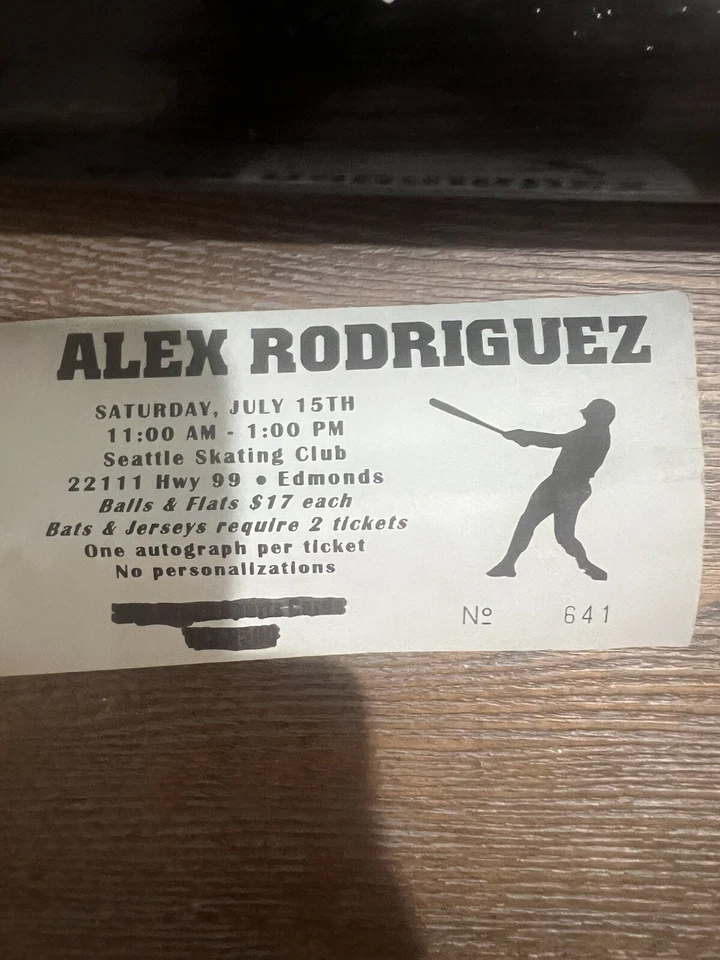 ALEX RODRIGUEZ
SATURDAY, JULY 15TH
11:00 AM - 1:00 PM
Seattle Skating Club
22111 Hwy 99 • Edmonds
Balls & Flats $17 each
Bats & Jerseys require 2 tickets
One autograph per ticket
No personalizations
Nº 641